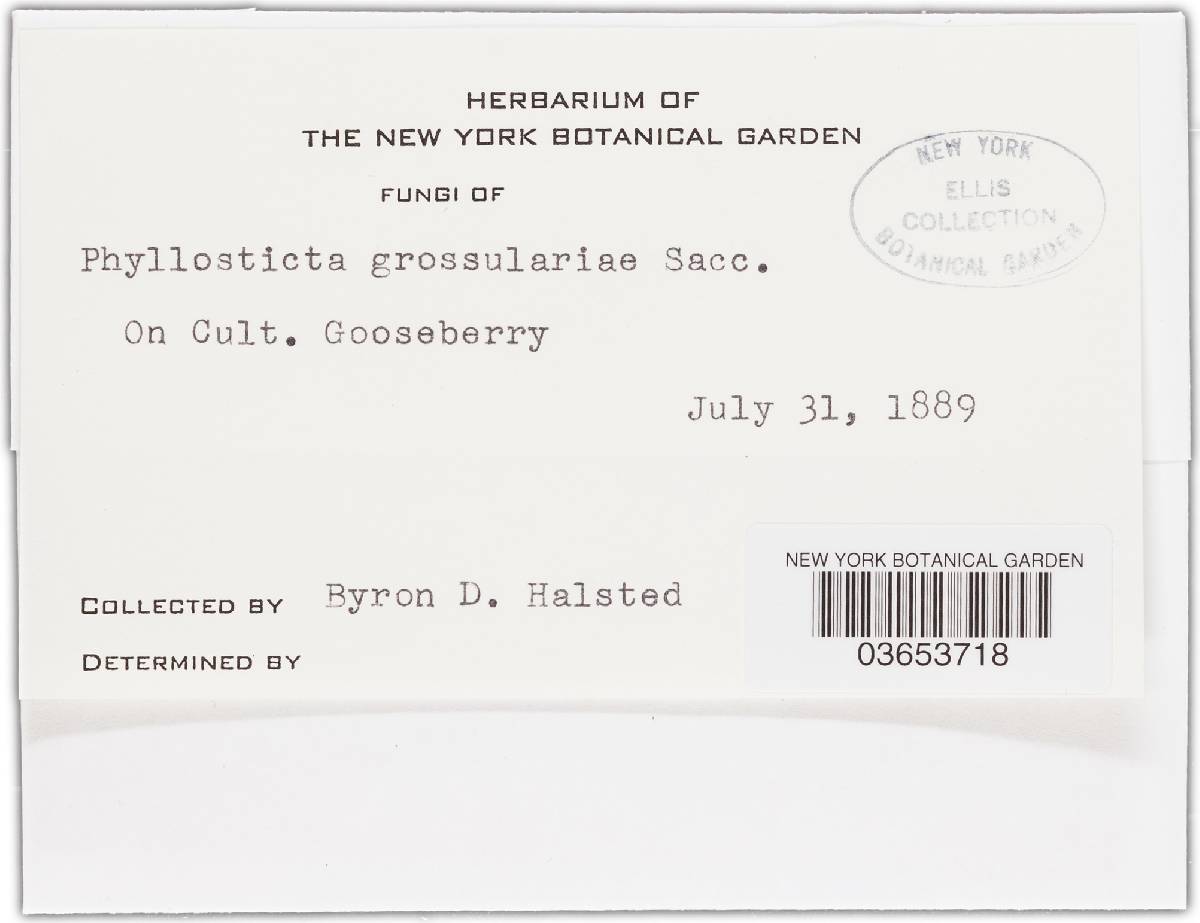 HERBARIUM OF
THE NEW YORK BOTANICAL GARDEN
FUNGI OF
NEW YORK
ELLIS
COLLECTION
BOTANICAL GARDEN
Phyllosticta grossulariae Sacc.
On Cult. Gooseberry
July 31, 1889
COLLECTED BY Byron D. Halsted
DETERMINED BY
NEW YORK BOTANICAL GARDEN
03653718